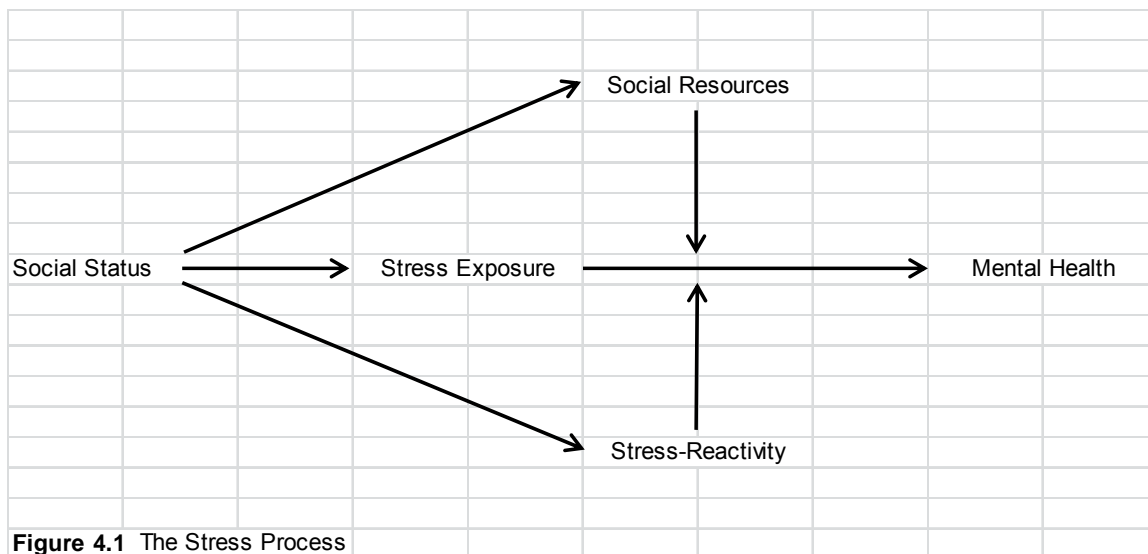 Social Resources
Social Status
Stress Exposure
Mental Health
Stress-Reactivity
Figure 4.1 The Stress Process